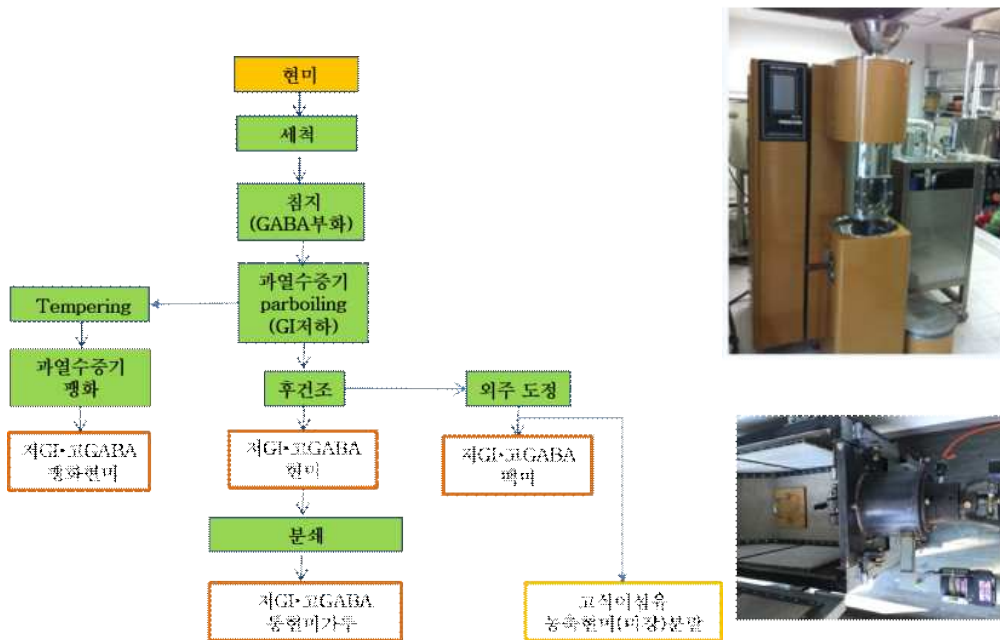 현미
세척
침지
(GABA부화)
과열수증기
parboiling
(GI저하)
Tempering
과열수증기
팽화
후건조
외주 도정
저GI·고GABA
팽화현미
저GI·고GABA
현미
저GI·고GABA
백미
분쇄
저GI·고GABA
통현미가루
고식이섬유
농축현미(미강)분말